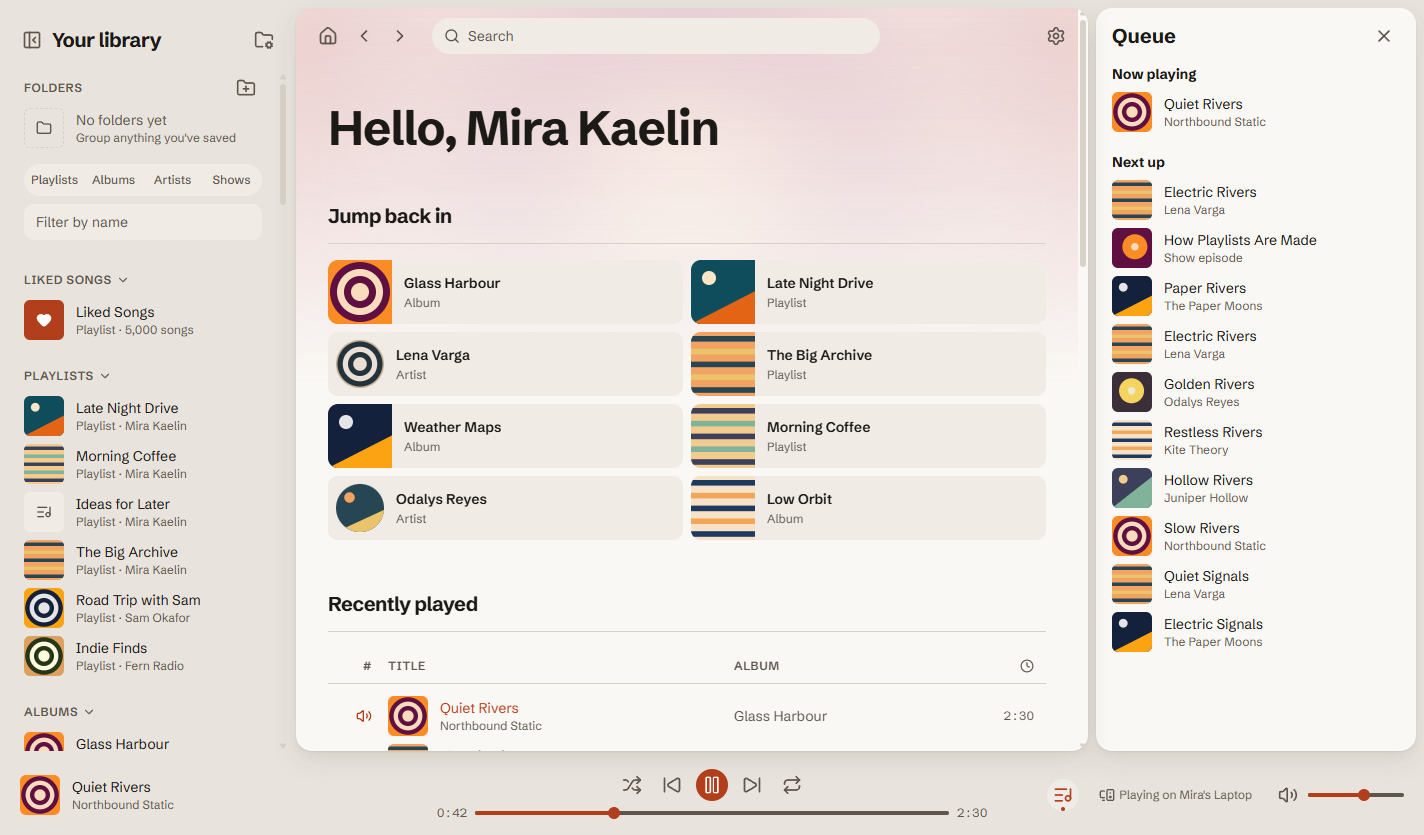 Your library
FOLDERS
No folders yet
Group anything you've saved
Playlists Albums Artists Shows
Filter by name
LIKED SONGS
Liked Songs
Playlist · 5,000 songs
PLAYLISTS
Late Night Drive
Playlist · Mira Kaelin
Morning Coffee
Playlist · Mira Kaelin
Ideas for Later
Playlist · Mira Kaelin
The Big Archive
Playlist · Mira Kaelin
Road Trip with Sam
Playlist · Sam Okafor
Indie Finds
Playlist · Fern Radio
ALBUMS
Glass Harbour
Search
Hello, Mira Kaelin
Jump back in
Glass Harbour
Album
Late Night Drive
Playlist
Lena Varga
Artist
The Big Archive
Playlist
Weather Maps
Album
Morning Coffee
Playlist
Odalys Reyes
Artist
Low Orbit
Album
Recently played
# TITLE ALBUM
Quiet Rivers
Northbound Static
Glass Harbour
2:30
Queue
Now playing
Quiet Rivers
Northbound Static
Next up
Electric Rivers
Lena Varga
How Playlists Are Made
Show episode
Paper Rivers
The Paper Moons
Electric Rivers
Lena Varga
Golden Rivers
Odalys Reyes
Restless Rivers
Kite Theory
Hollow Rivers
Juniper Hollow
Slow Rivers
Northbound Static
Quiet Signals
Lena Varga
Electric Signals
The Paper Moons
Quiet Rivers
Northbound Static
0:42
2:30
Playing on Mira's Laptop